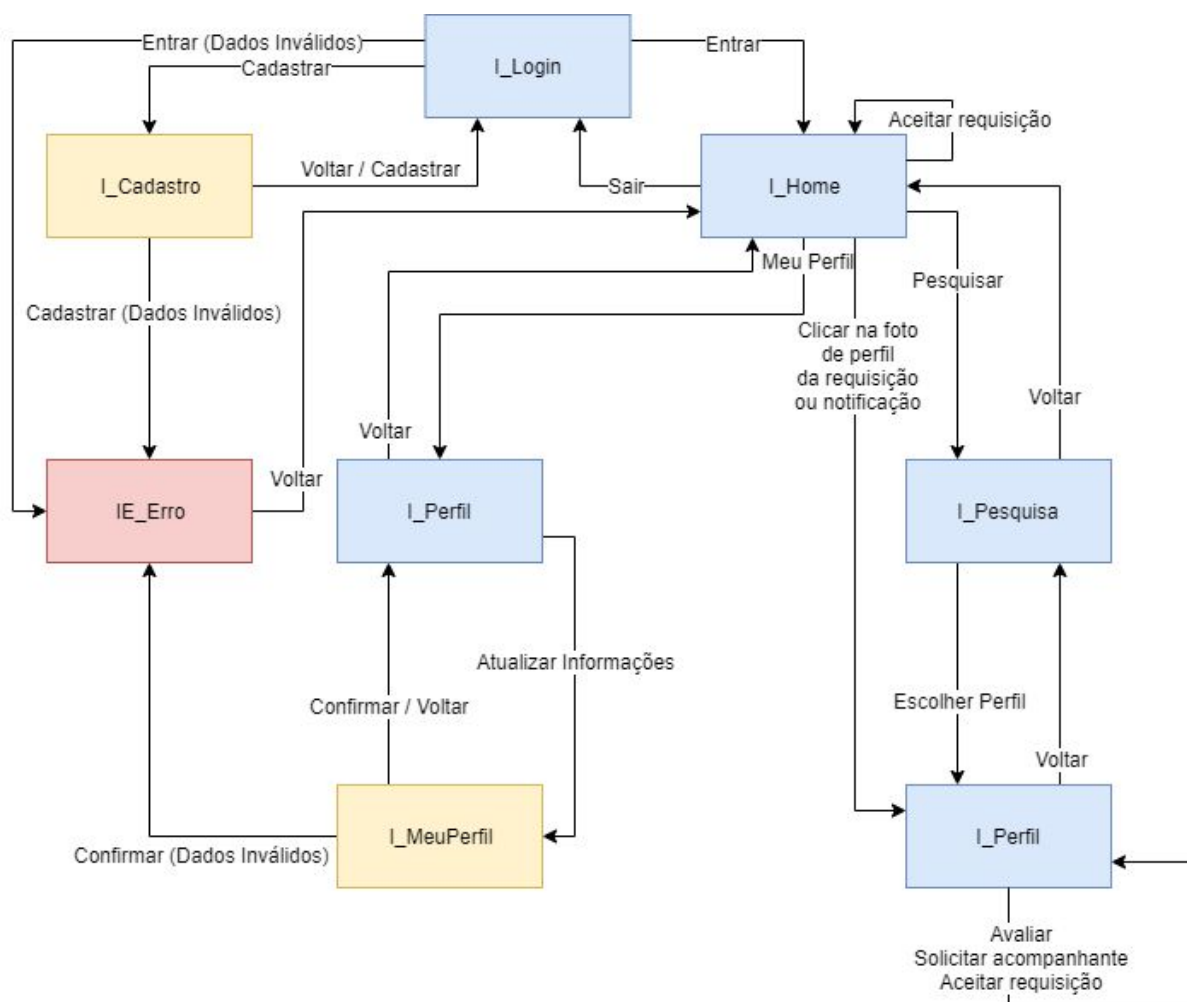 Entrar (Dados Inválidos)
Cadastrar
I_Login
Entrar
Aceitar requisição
I_Cadastro
Voltar / Cadastrar
Sair
I_Home
Meu Perfil
Pesquisar
Cadastrar (Dados Inválidos)
Clicar na foto
de perfil
da requisição
ou notificação
Voltar
Voltar
Voltar
IE_Erro
I_Perfil
I_Pesquisa
Atualizar Informações
Confirmar / Voltar
Escolher Perfil
Voltar
I_MeuPerfil
I_Perfil
Confirmar (Dados Inválidos)
Avaliar
Solicitar acompanhante
Aceitar requisição